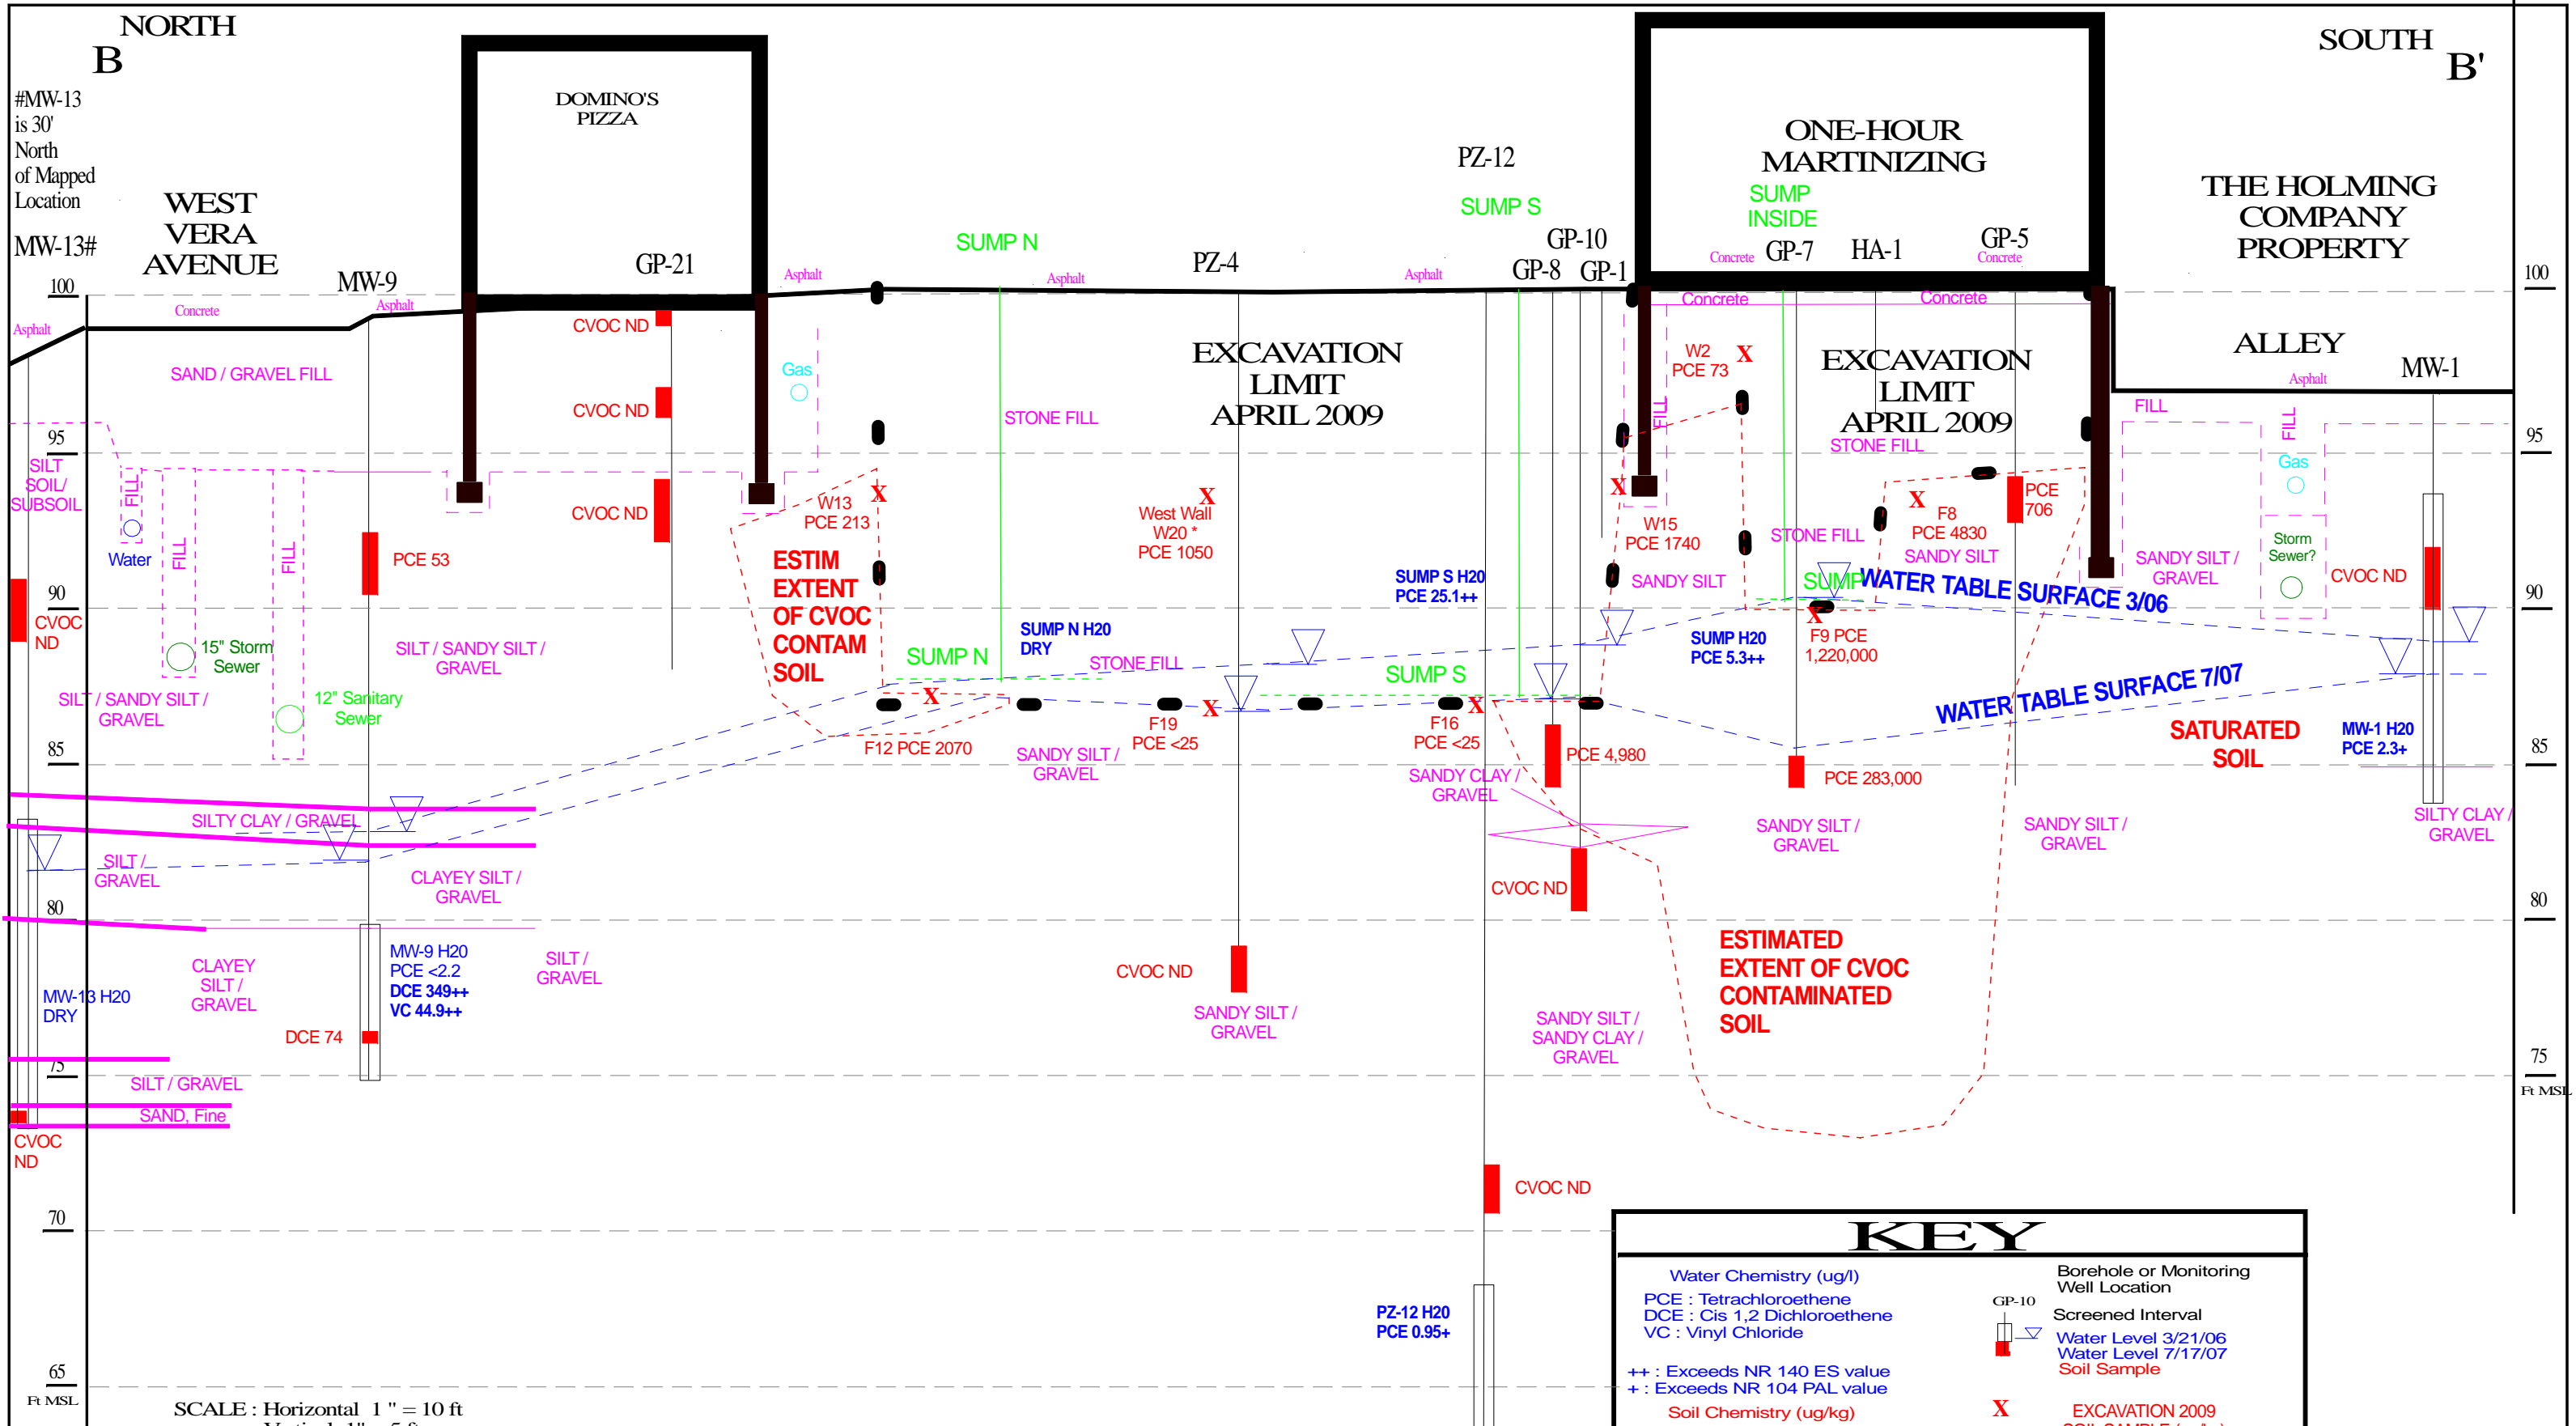 NORTH
B
SOUTH
B'
#MW-13
is 30'
North
of Mapped
Location
MW-13#
WEST
VERA
AVENUE
MW-9
DOMINO'S
PIZZA
GP-21
SUMP N
PZ-4
PZ-12
SUMP S
GP-10
GP-8
GP-1
ONE-HOUR
MARTINIZING
SUMP
INSIDE
GP-7
HA-1
GP-5
Concrete
Concrete
THE HOLMING
COMPANY
PROPERTY
100
Asphalt
Concrete
Asphalt
Asphalt
Asphalt
Asphalt
Concrete
Concrete
100
CVOC ND
SAND / GRAVEL FILL
CVOC ND
Gas
STONE FILL
EXCAVATION
LIMIT
APRIL 2009
W2
PCE 73
X
FILL
EXCAVATION
LIMIT
APRIL 2009
STONE FILL
ALLEY
MW-1
Asphalt
FILL
FILL
95
95
SILT
SOIL/
SUBSOIL
FILL
Water
FILL
FILL
CVOC ND
PCE 53
W13
PCE 213
X
X
West Wall
W20 *
PCE 1050
X
W15
PCE 1740
X
F8
PCE 4830
PCE
706
STONE FILL
SANDY SILT
SANDY SILT
Gas
Storm
Sewer?
SANDY SILT /
GRAVEL
CVOC ND
ESTIM
EXTENT
OF CVOC
CONTAM
SOIL
SUMP S H20
PCE 25.1++
SUMP
WATER TABLE SURFACE 3/06
90
90
CVOC
ND
15" Storm
Sewer
SILT / SANDY SILT /
GRAVEL
SUMP N H20
DRY
SUMP N
STONE FILL
SUMP S
SUMP H20
PCE 5.3++
X
F9 PCE
1,220,000
SILT / SANDY SILT /
GRAVEL
12" Sanitary
Sewer
X
F12 PCE 2070
X
F19
PCE <25
X
F16
PCE <25
WATER TABLE SURFACE 7/07
SATURATED
SOIL
MW-1 H20
PCE 2.3+
85
85
SANDY SILT /
GRAVEL
SANDY CLAY /
GRAVEL
PCE 4,980
PCE 283,000
SILTY CLAY / GRAVEL
SILT /
GRAVEL
CLAYEY SILT /
GRAVEL
SANDY SILT /
GRAVEL
SANDY SILT /
GRAVEL
SILTY CLAY /
GRAVEL
CVOC ND
80
80
CLAYEY
SILT /
GRAVEL
MW-9 H20
PCE <2.2
DCE 349++
VC 44.9++
SILT /
GRAVEL
CVOC ND
ESTIMATED
EXTENT OF CVOC
CONTAMINATED
SOIL
MW-13 H20
DRY
DCE 74
SANDY SILT /
GRAVEL
SANDY SILT /
SANDY CLAY /
GRAVEL
75
75
Ft MSL
SILT / GRAVEL
SAND, Fine
CVOC
ND
CVOC ND
70
PZ-12 H20
PCE 0.95+
65
Ft MSL
SCALE : Horizontal 1 " = 10 ft
Vertical 1" = 5 ft
KEY
Water Chemistry (ug/l)
PCE : Tetrachloroethene
DCE : Cis 1,2 Dichloroethene
VC : Vinyl Chloride
++ : Exceeds NR 140 ES value
+ : Exceeds NR 104 PAL value
Soil Chemistry (ug/kg)
Borehole or Monitoring
Well Location
GP-10
Screened Interval
Water Level 3/21/06
Water Level 7/17/07
Soil Sample
X
EXCAVATION 2009